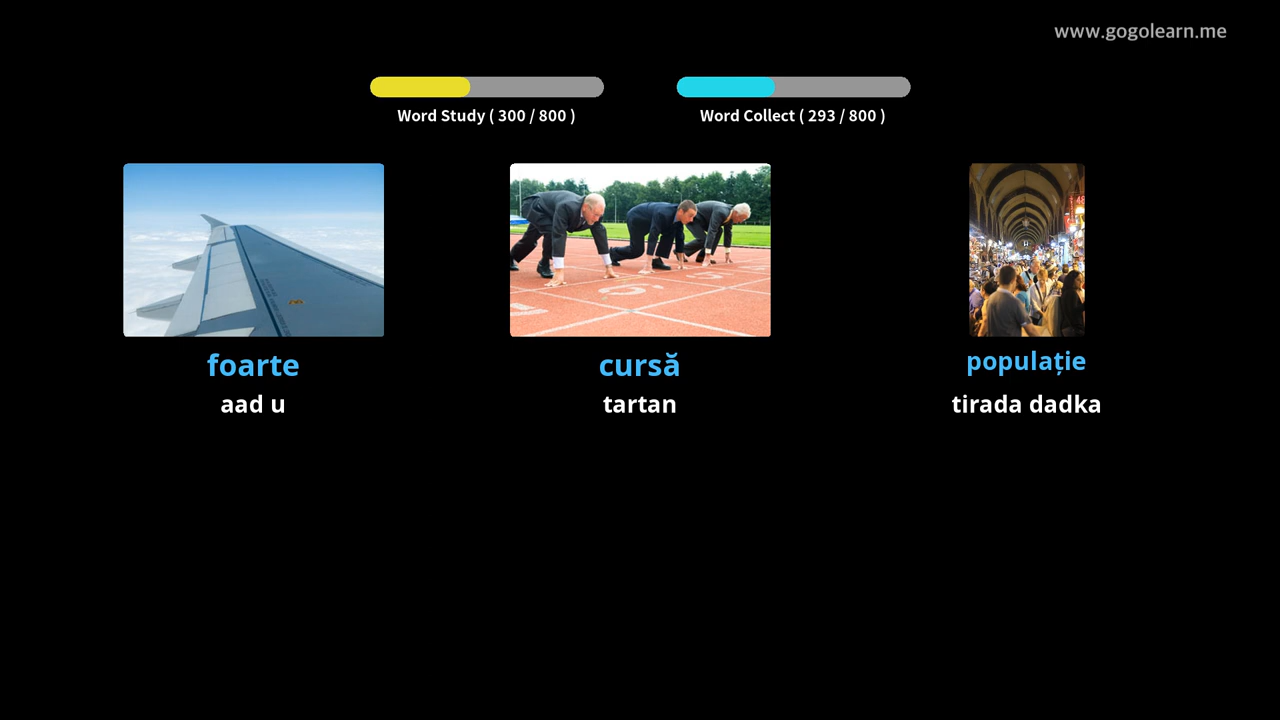 www.gogolearn.me
Word Study ( 300 / 800 )
Word Collect ( 293 / 800 )
foarte
cursă
populație
aad u
tartan
tirada dadka